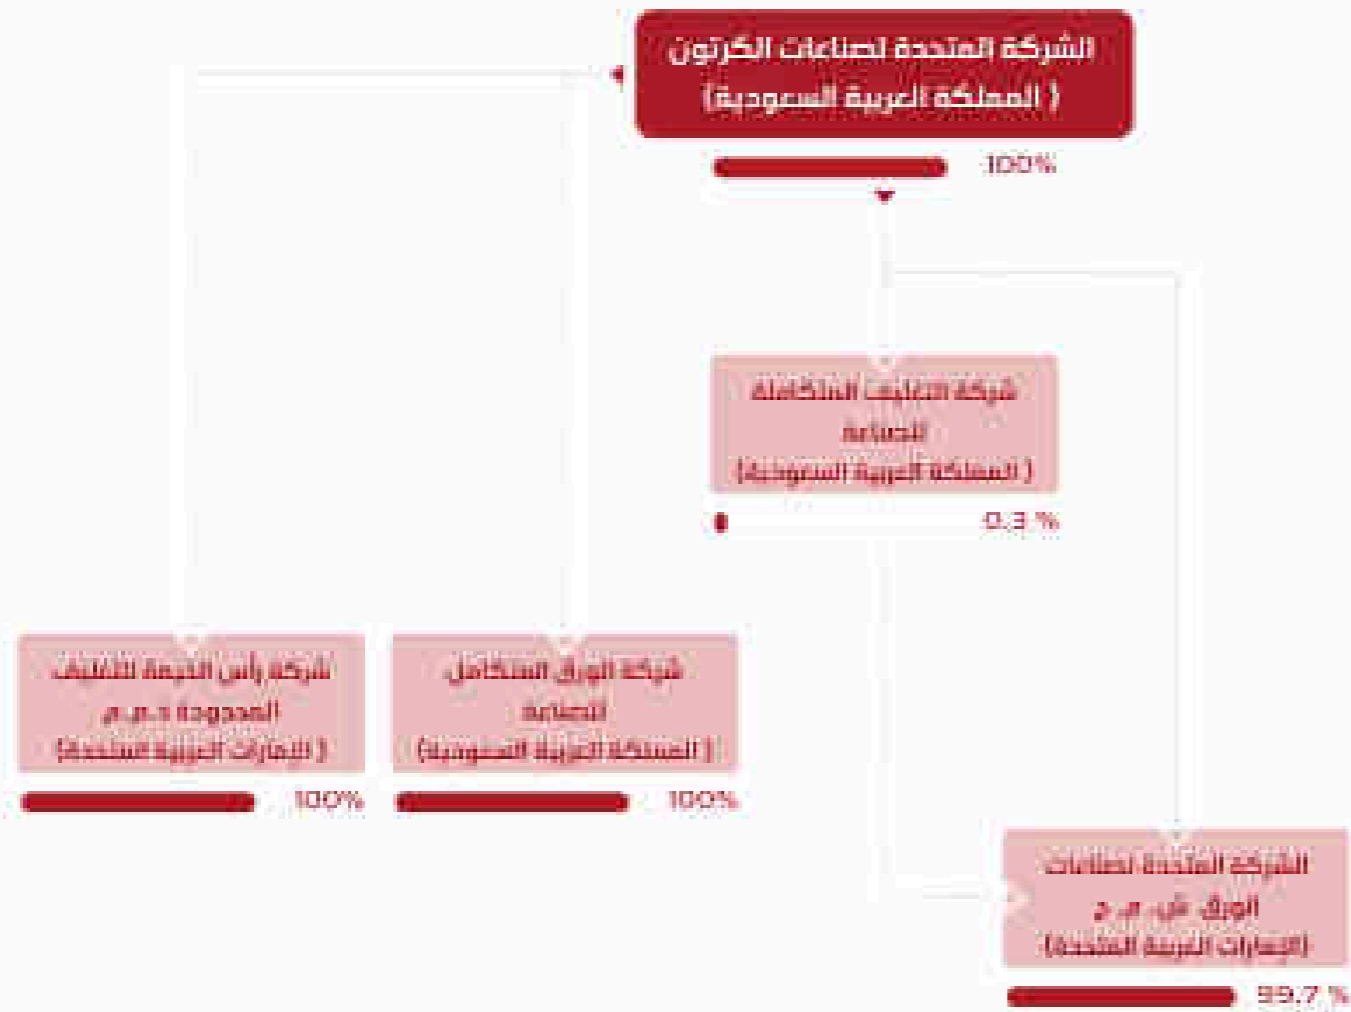 الشركة المتحدة لصناعات الكرتون
( المملكة العربية السعودية)
100%
شركة التغليف المتكاملة
للصناعة
( المملكة العربية السعودية)
0.3 %
شركة الورق المتكامل
للصناعة
( المملكة العربية السعودية)
100%
شركة رأس الخيمة للتغليف
المحدودة ذ.م.م
( الإمارات العربية المتحدة)
100%
الشركة المتحدة لصناعات
الورق ش. م. ح
(الإمارات العربية المتحدة)
99.7 %